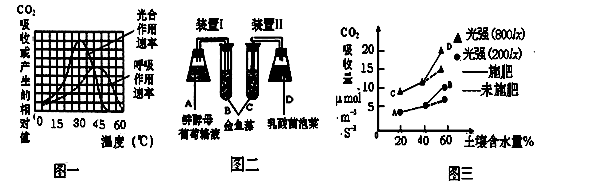 CO₂
吸收或产生的相对值
光合作用速率
呼吸作用速率
0 15 30 45 60
温度 (℃)
图一
装置Ⅰ 装置Ⅱ
A B C D
酵母
葡萄糖液
金鱼藻
乳酸菌泡菜
图二
CO₂
吸收量
μmol·m⁻²·S⁻¹
20
15
10
5
0 20 40 60 土壤含水量%
A B C D
光强(800lx)
光强(200lx)
施肥
未施肥
图三